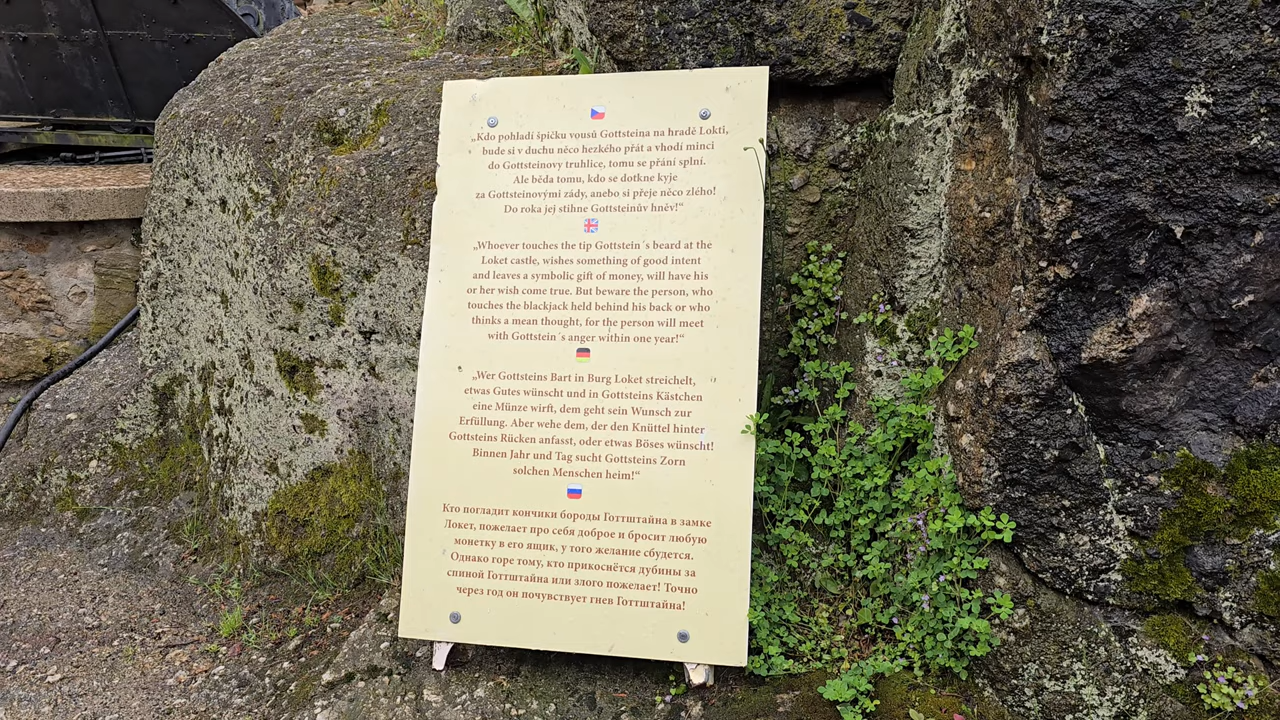 „Kdo pohladí špičku vousů Gottsteina na hradě Lokti,
bude si v duchu něco hezkého přát a vhodí minci
do Gottsteinovy truhlice, tomu se přání splní.
Ale běda tomu, kdo se dotkne kyje
za Gottsteinovými zády, anebo si přeje něco zlého!
Do roka jej stihne Gottsteinův hněv!“
„Whoever touches the tip Gottstein´s beard at the
Loket castle, wishes something of good intent
and leaves a symbolic gift of money, will have his
or her wish come true. But beware the person, who
touches the blackjack held behind his back or who
thinks a mean thought, for the person will meet
with Gottstein´s anger within one year!“
„Wer Gottsteins Bart in Burg Loket streichelt,
etwas Gutes wünscht und in Gottsteins Kästchen
eine Münze wirft, dem geht sein Wunsch zur
Erfüllung. Aber wehe dem, der den Knüttel hinter
Gottsteins Rücken anfasst, oder etwas Böses wünscht!
Binnen Jahr und Tag sucht Gottsteins Zorn
solchen Menschen heim!“
Кто погладит кончики бороды Готтштайна в замке
Локет, пожелает про себя доброе и бросит любую
монетку в его ящик, у того желание сбудется.
Однако горе тому, кто прикоснётся дубины за
спиной Готтштайна или злого пожелает! Точно
через год он почувствует гнев Готтштайна!